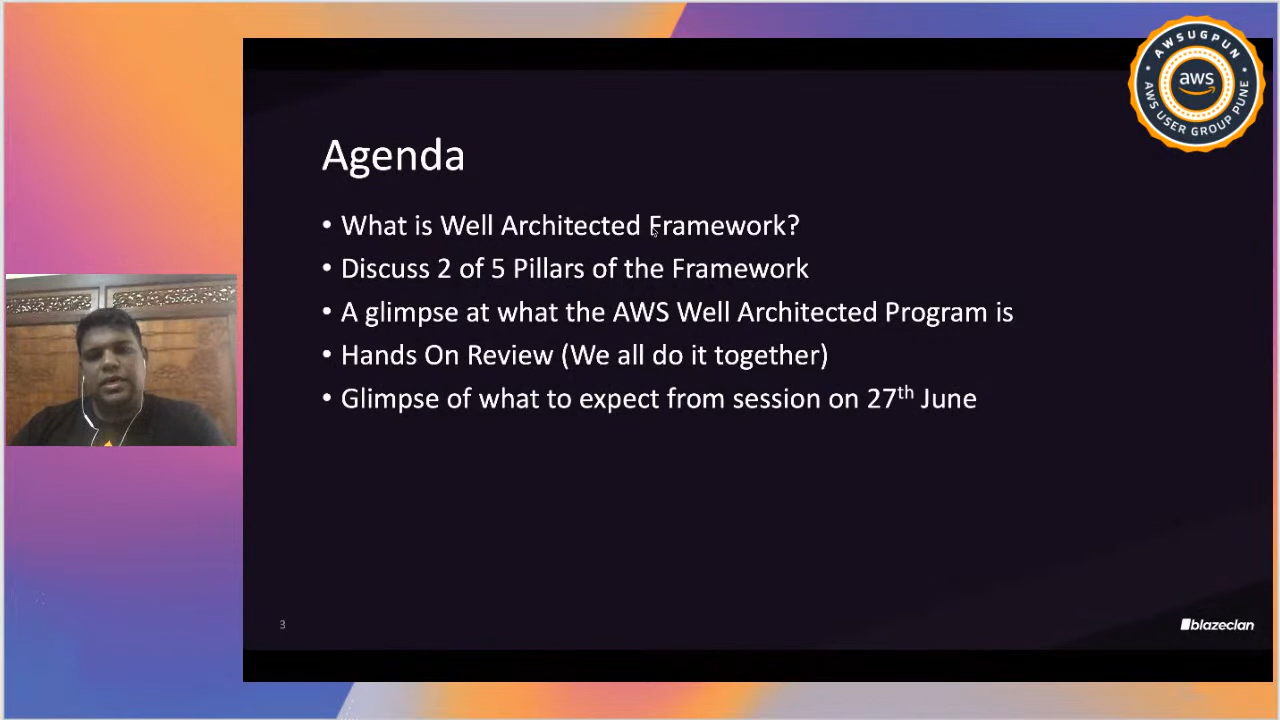 AWSUGPUN
aws
AWS USER GROUP PUNE
Agenda
• What is Well Architected Framework?
• Discuss 2 of 5 Pillars of the Framework
• A glimpse at what the AWS Well Architected Program is
• Hands On Review (We all do it together)
• Glimpse of what to expect from session on 27th June
3
blazeclan